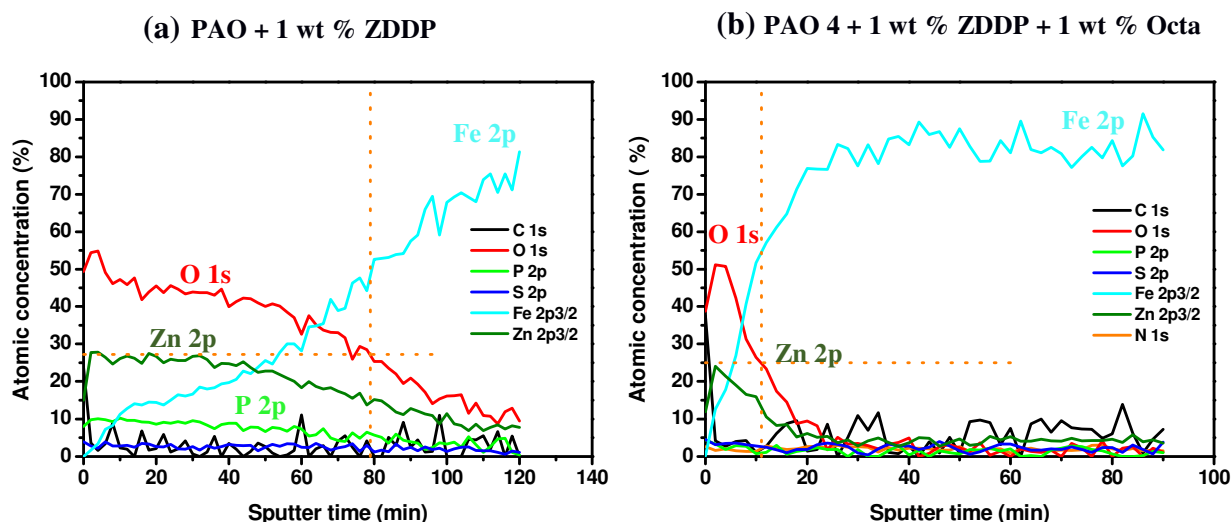 (a) PAO + 1 wt % ZDDP
(b) PAO 4 + 1 wt % ZDDP + 1 wt % Octa
Atomic concentration (%)
100
90
80
70
60
50
40
30
20
10
0
Fe 2p
O 1s
Zn 2p
P 2p
C 1s
O 1s
P 2p
S 2p
Fe 2p3/2
Zn 2p3/2
0 20 40 60 80 100 120 140
Sputter time (min)
Atomic concentration ( %)
100
90
80
70
60
50
40
30
20
10
0
Fe 2p
O 1s
Zn 2p
C 1s
O 1s
P 2p
S 2p
Fe 2p3/2
Zn 2p3/2
N 1s
0 20 40 60 80 100
Sputter time (min)